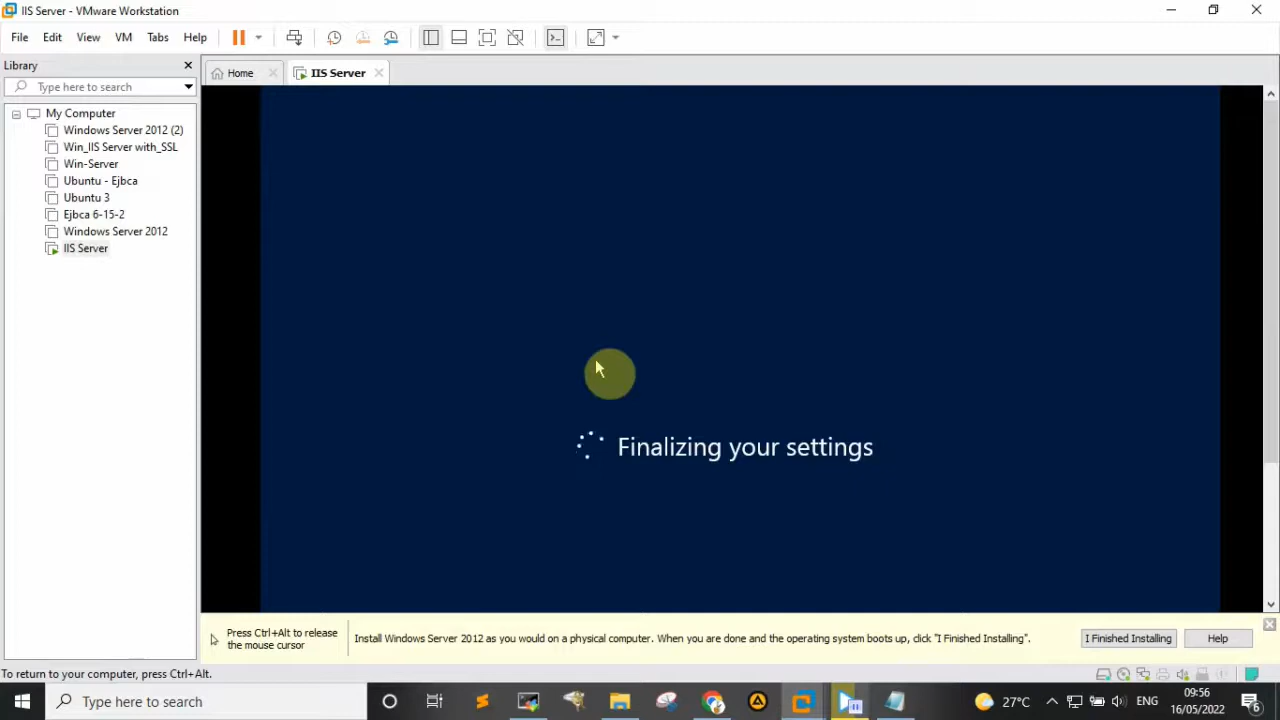 IIS Server - VMware Workstation
File Edit View VM Tabs Help
Library
Type here to search
My Computer
Windows Server 2012 (2)
Win_IIS Server with_SSL
Win-Server
Ubuntu - Ejbca
Ubuntu 3
Ejbca 6-15-2
Windows Server 2012
IIS Server
Home
IIS Server
Finalizing your settings
Press Ctrl+Alt to release
the mouse cursor
Install Windows Server 2012 as you would on a physical computer. When you are done and the operating system boots up, click "I Finished Installing".
I Finished Installing
Help
To return to your computer, press Ctrl+Alt.
Type here to search
27°C
ENG
09:56
16/05/2022
6